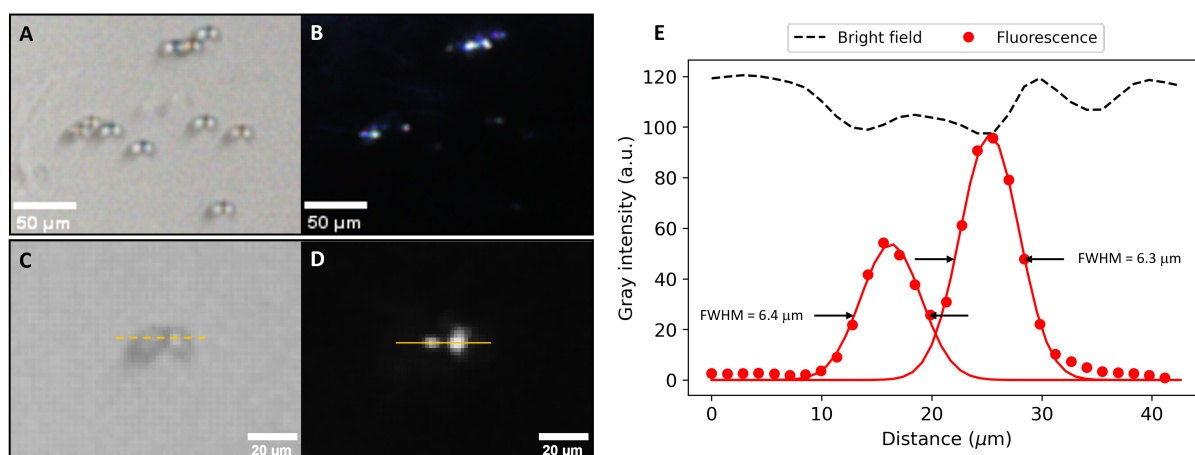 A
B
50 μm
50 μm
C
D
20 μm
20 μm
E
Bright field
Fluorescence
Gray intensity (a.u.)
120
100
80
60
40
20
0
FWHM = 6.3 μm
FWHM = 6.4 μm
0 10 20 30 40
Distance (μm)